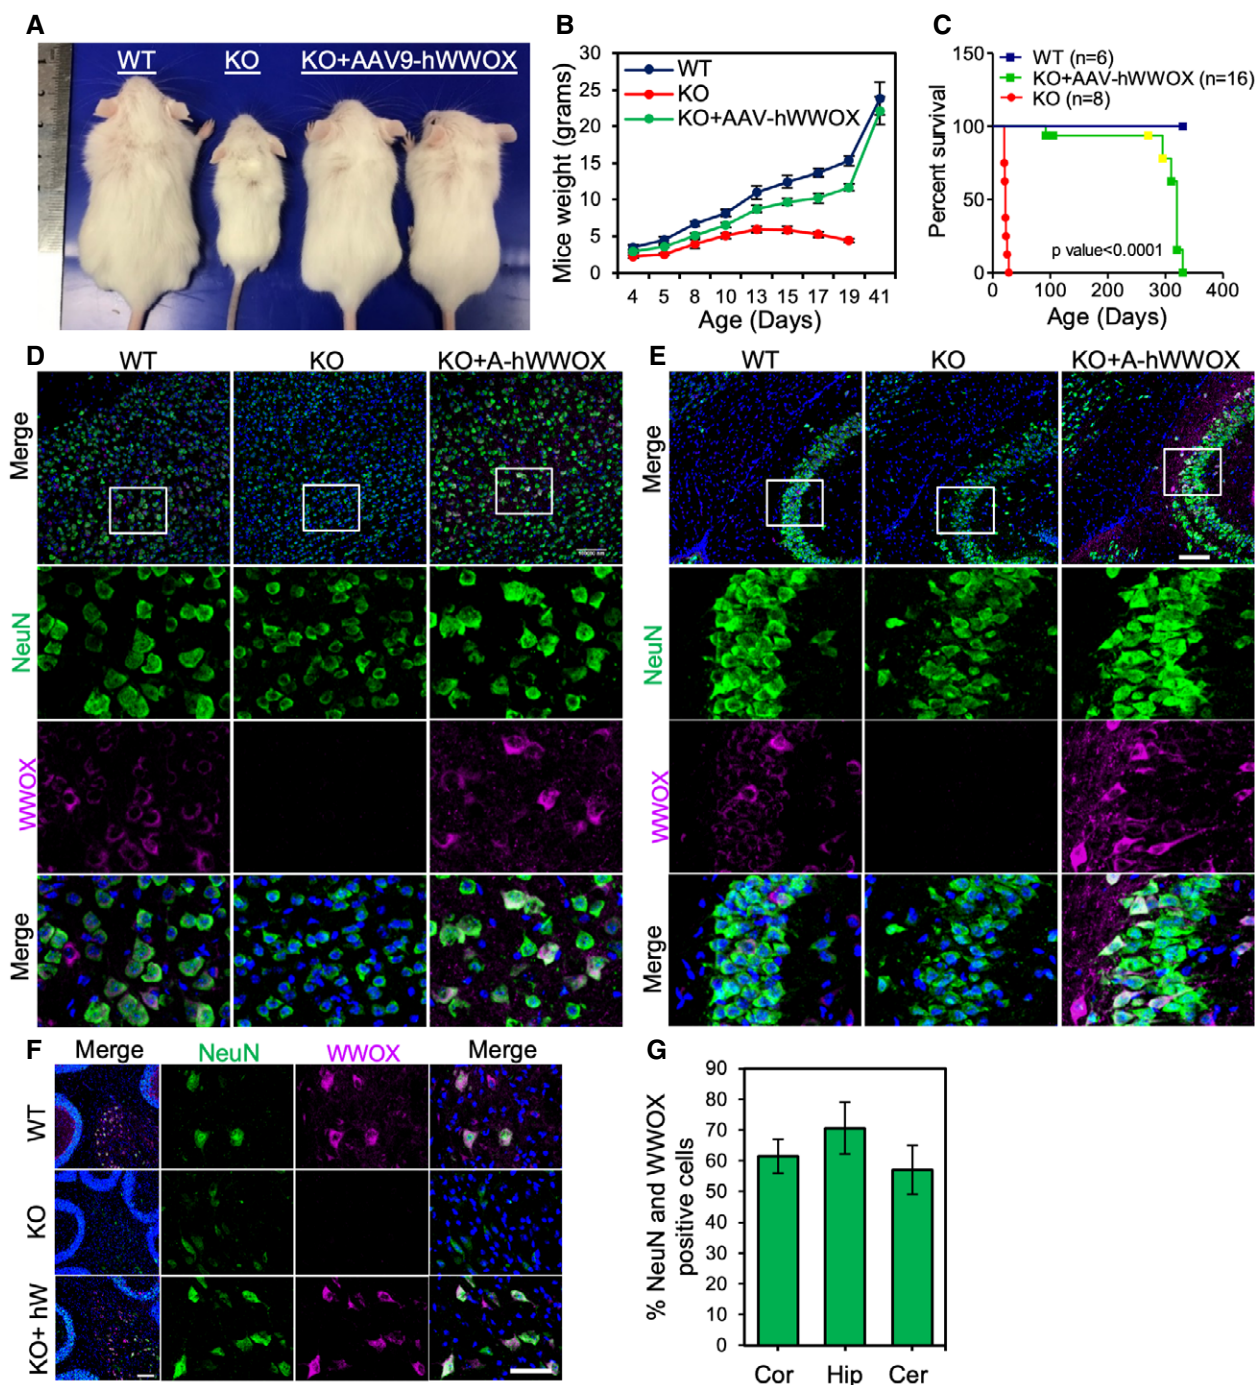 A
WT
KO
KO+AAV9-hWWOX
B
30
25
20
15
10
5
0
Mice weight (grams)
WT
KO
KO+AAV-hWWOX
4 5 8 10 13 15 17 19 41
Age (Days)
C
150
100
50
0
Percent survival
WT (n=6)
KO+AAV-hWWOX (n=16)
KO (n=8)
p value<0.0001
0 100 200 300 400
Age (Days)
D
WT KO KO+A-hWWOX
Merge
NeuN
WWOX
Merge
E
WT KO KO+A-hWWOX
Merge
NeuN
WWOX
Merge
F
Merge NeuN WWOX Merge
WT
KO
KO+ hW
G
90
80
70
60
50
40
30
20
10
0
% NeuN and WWOX
positive cells
Cor Hip Cer